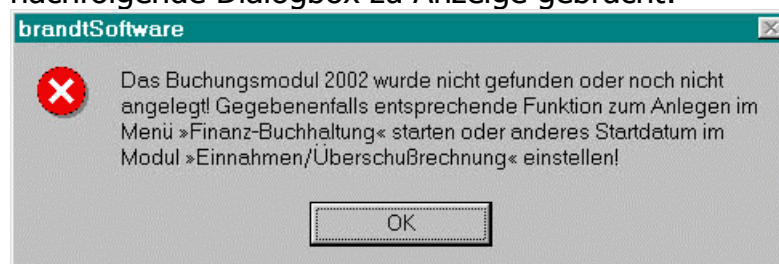 nachfolgende Dialogbox zu Anzeige gebracht.
brandtSoftware
Das Buchungsmodul 2002 wurde nicht gefunden oder noch nicht
angelegt! Gegebenenfalls entsprechende Funktion zum Anlegen im
Menü »Finanz-Buchhaltung« starten oder anderes Startdatum im
Modul »Einnahmen/Überschußrechnung« einstellen!
OK